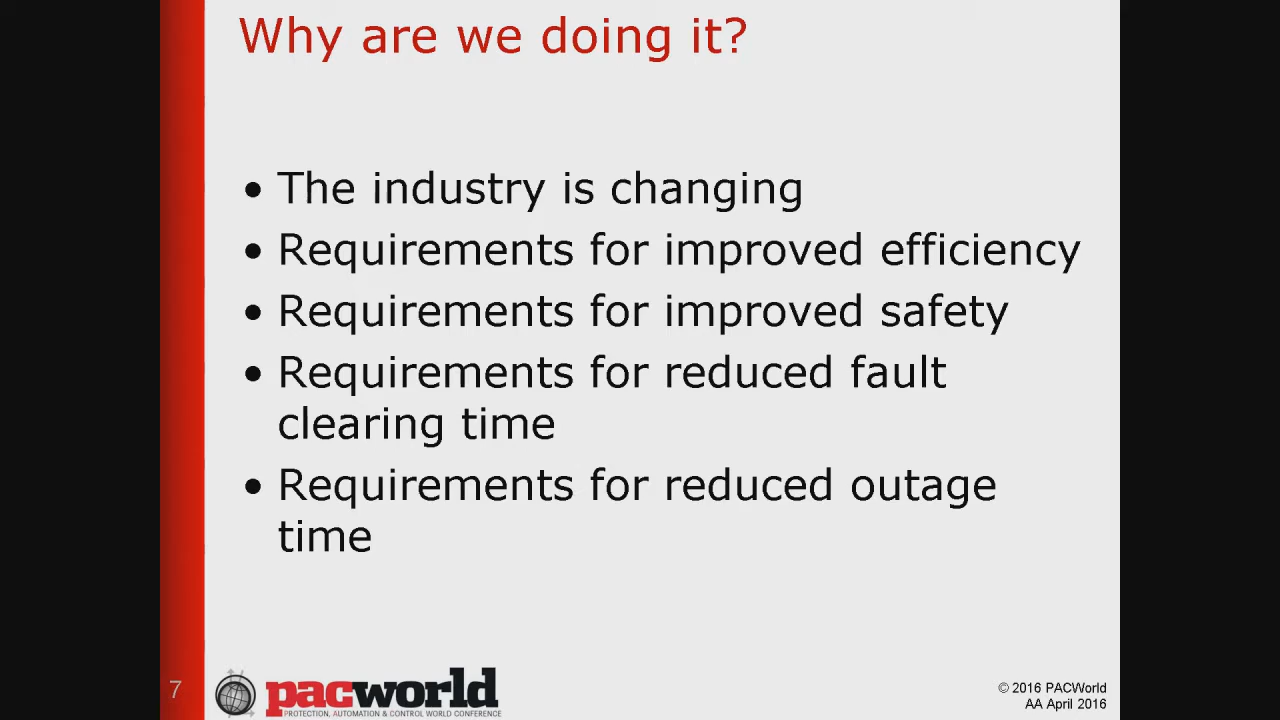 Why are we doing it?
• The industry is changing
• Requirements for improved efficiency
• Requirements for improved safety
• Requirements for reduced fault
clearing time
• Requirements for reduced outage
time
7
pacworld
PROTECTION, AUTOMATION & CONTROL WORLD CONFERENCE
© 2016 PACWorld
AA April 2016